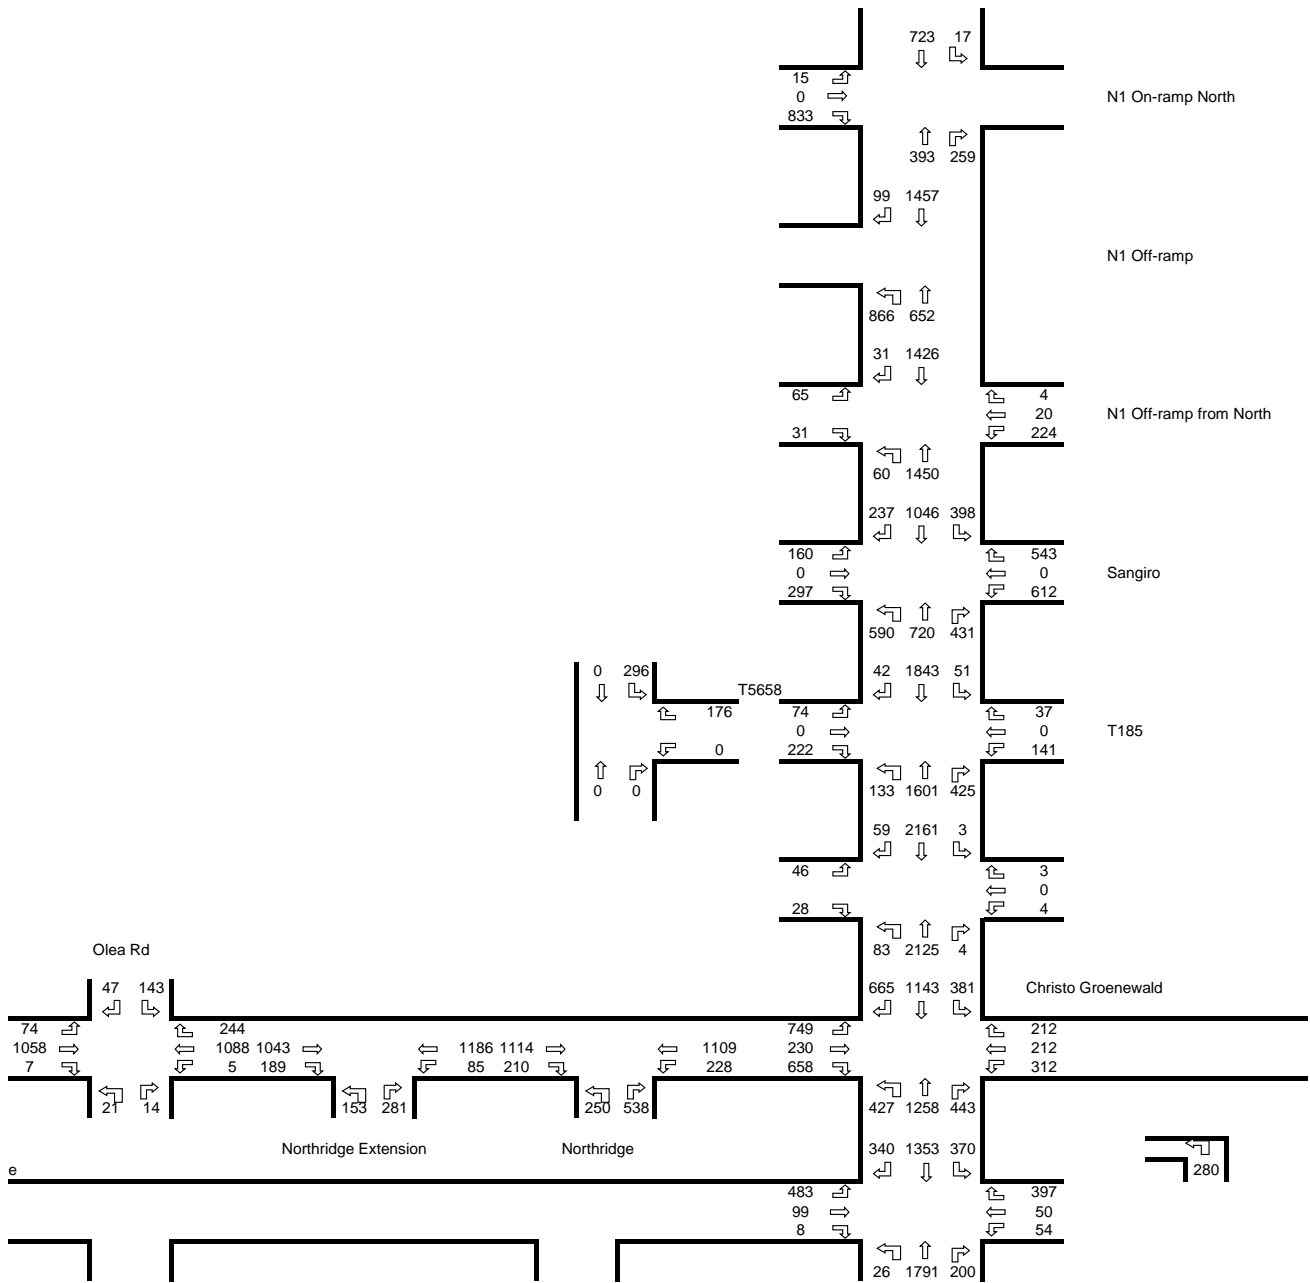 723 17
15
0 N1 On-ramp North
833
393 259
99 1457
N1 Off-ramp
866 652
31 1426
65 4
20 N1 Off-ramp from North
31 224
60 1450
237 1046 398
160 543
0 0 Sangiro
297 612
590 720 431
0 296 42 1843 51
T5658
176 74 37
0 0 T185
0 222 141
0 0 133 1601 425
59 2161 3
46 3
0
28 4
83 2125 4
Olea Rd
47 143 665 1143 381 Christo Groenewald
74 244 749 212
1058 1088 1043 1186 1114 1109 230 212
7 5 189 85 210 228 658 312
21 14 153 281 250 538 427 1258 443
Northridge Extension Northridge 340 1353 370
e 280
483 397
99 50
8 54
26 1791 200